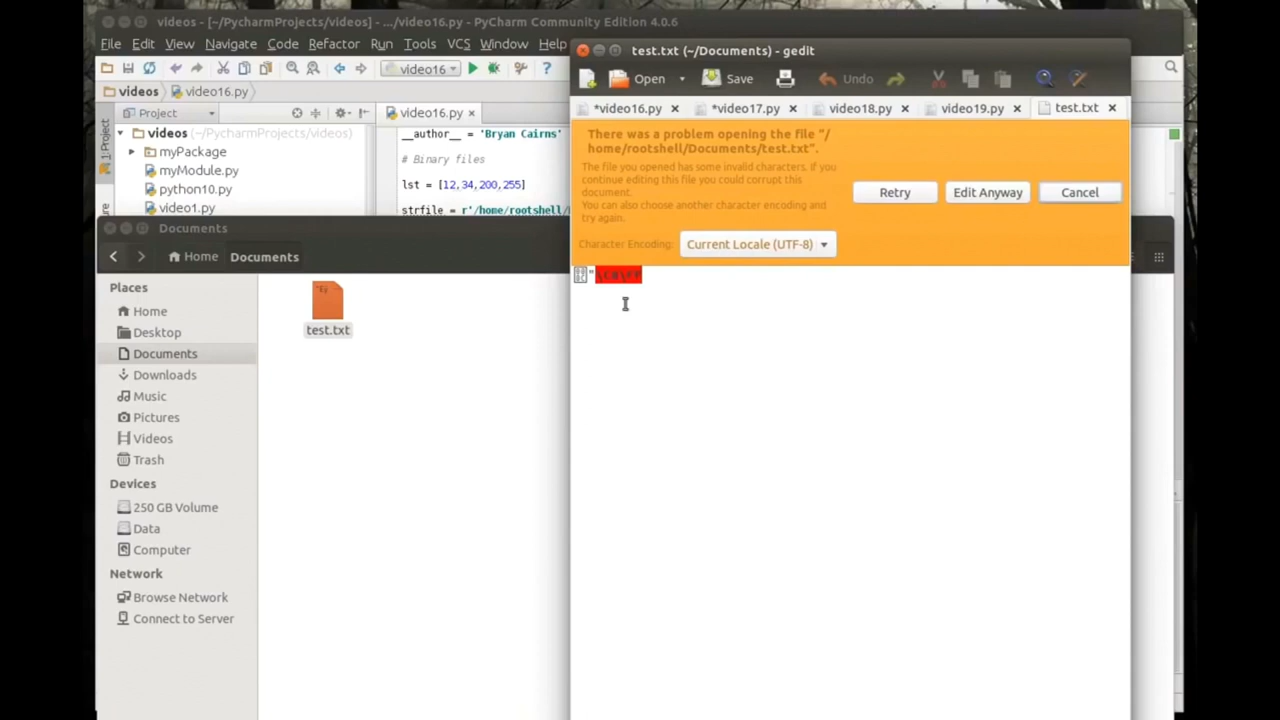 videos - [~/PycharmProjects/videos] - .../video16.py - PyCharm Community Edition 4.0.6
File Edit View Navigate Code Refactor Run Tools VCS Window Help
video16
videos video16.py
Project
video16.py
1: Project
videos (~/PycharmProjects/videos)
myPackage
myModule.py
python10.py
video1.py
__author__ = 'Bryan Cairns'
# Binary files
lst = [12,34,200,255]
strfile = r'/home/rootshell/
test.txt (~/Documents) - gedit
Open Save Undo
*video16.py *video17.py video18.py video19.py test.txt
There was a problem opening the file "/
home/rootshell/Documents/test.txt".
The file you opened has some invalid characters. If you
continue editing this file you could corrupt this
document.
You can also choose another character encoding and
try again.
Retry Edit Anyway Cancel
Character Encoding: Current Locale (UTF-8)
"\C8\FF
Documents
Home Documents
Places
Home
Desktop
Documents
Downloads
Music
Pictures
Videos
Trash
Devices
250 GB Volume
Data
Computer
Network
Browse Network
Connect to Server
test.txt